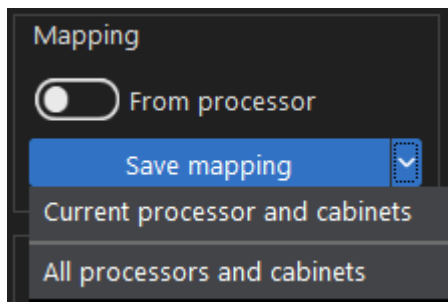 Mapping
From processor
Save mapping
Current processor and cabinets
All processors and cabinets